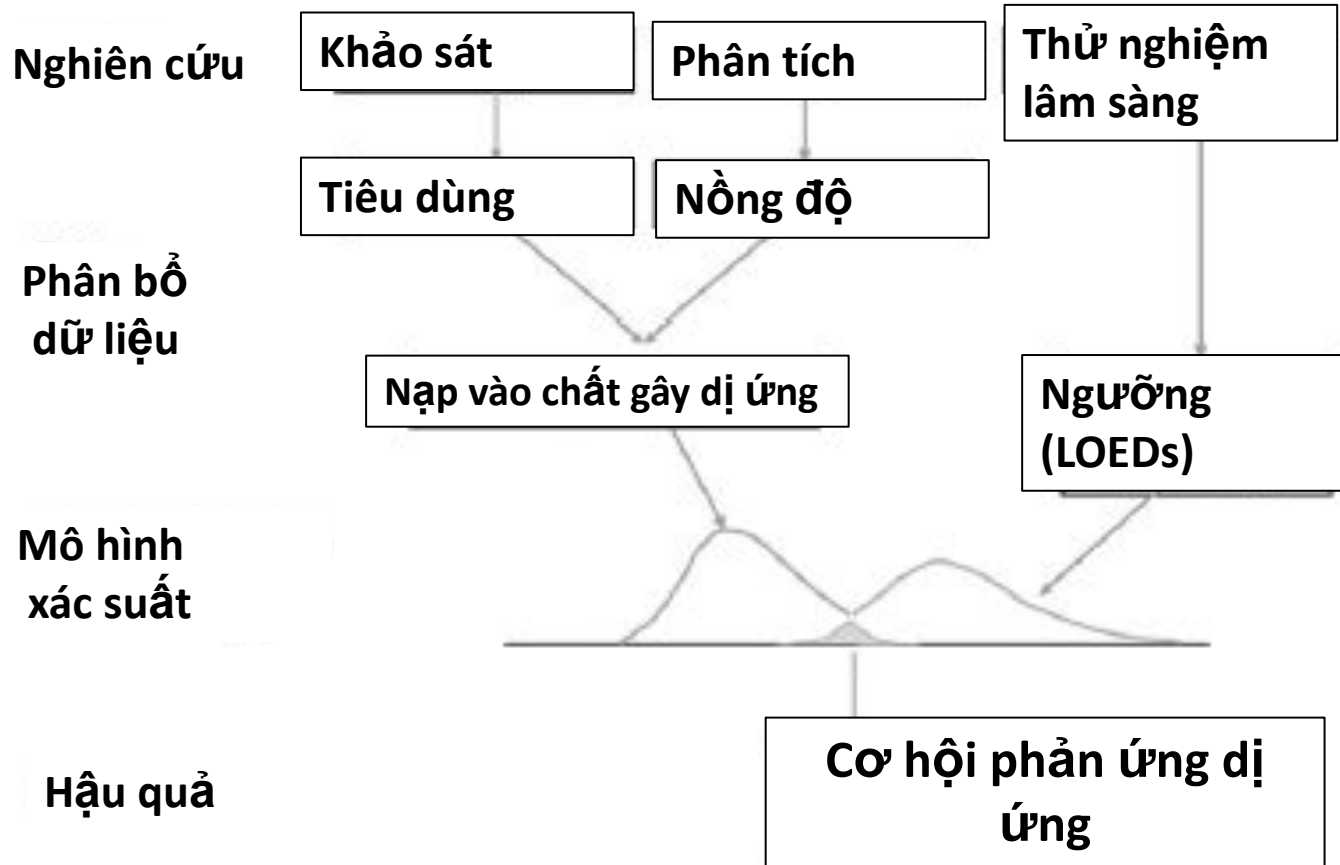 Nghiên cứu
Khảo sát
Phân tích
Thử nghiệm
lâm sàng
Tiêu dùng
Nồng độ
Phân bổ
dữ liệu
Nạp vào chất gây dị ứng
Ngưỡng
(LOEDs)
Mô hình
xác suất
Cơ hội phản ứng dị
ứng
Hậu quả